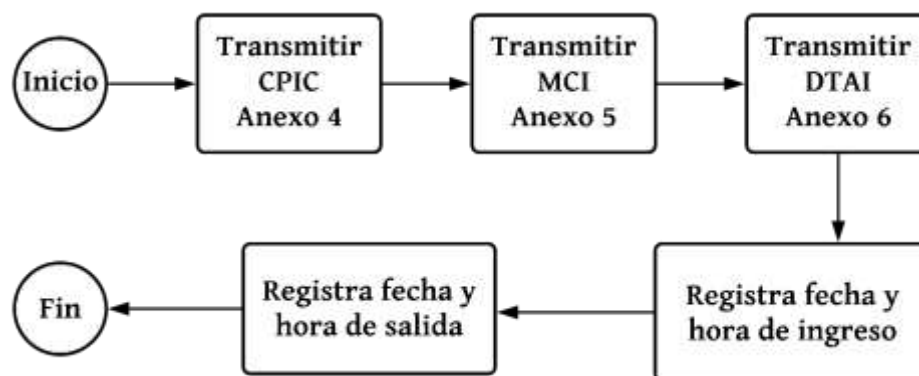 Inicio
Transmitir
CPIC
Anexo 4
Transmitir
MCI
Anexo 5
Transmitir
DTAI
Anexo 6
Registra fecha y
hora de ingreso
Registra fecha y
hora de salida
Fin